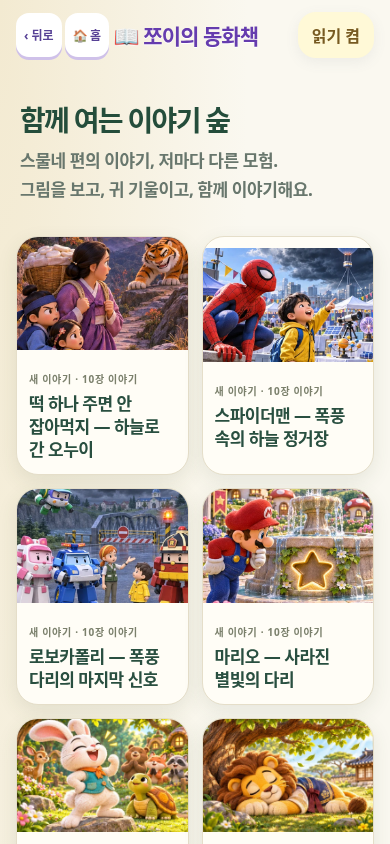 ‹ 뒤로
🏠 홈
📖 쪼이의 동화책
읽기 켬
함께 여는 이야기 숲
스물네 편의 이야기, 저마다 다른 모험.
그림을 보고, 귀 기울이고, 함께 이야기해요.
새 이야기 · 10장 이야기
떡 하나 주면 안
잡아먹지 — 하늘로
간 오누이
새 이야기 · 10장 이야기
스파이더맨 — 폭풍
속의 하늘 정거장
새 이야기 · 10장 이야기
로보카폴리 — 폭풍
다리의 마지막 신호
새 이야기 · 10장 이야기
마리오 — 사라진
별빛의 다리